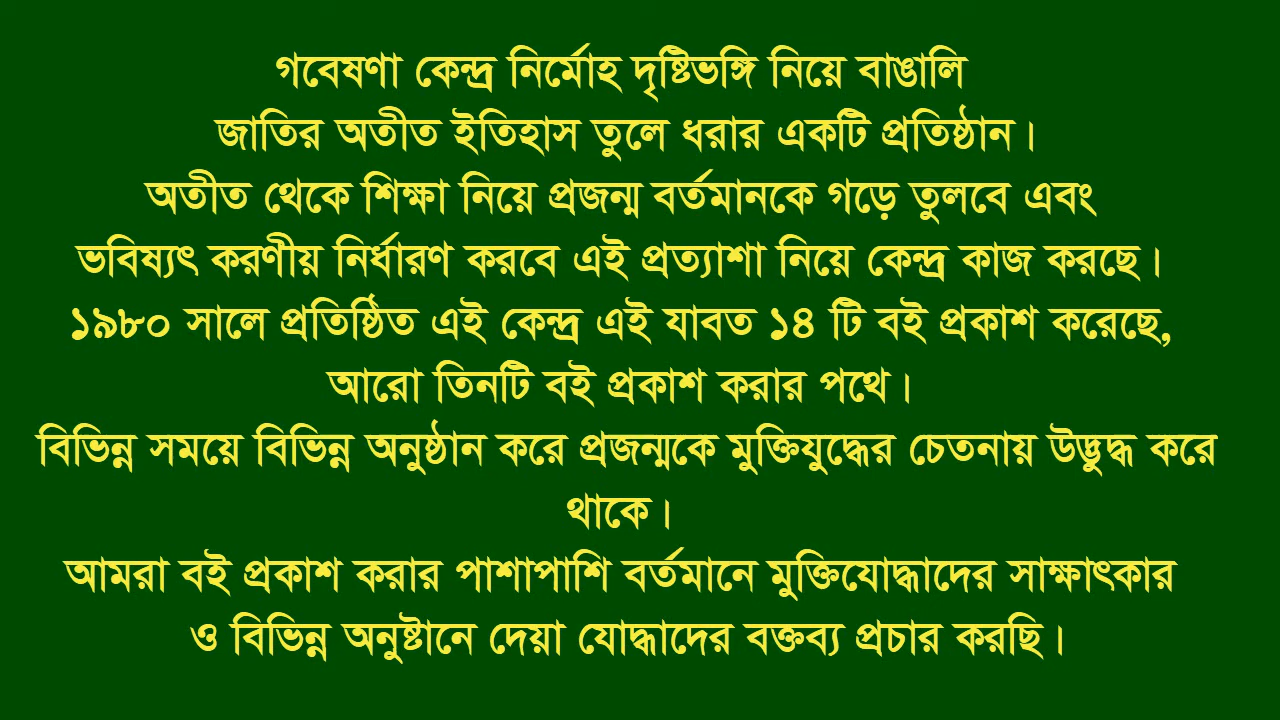 গবেষণা কেন্দ্র নির্মোহ দৃষ্টিভঙ্গি নিয়ে বাঙালি
জাতির অতীত ইতিহাস তুলে ধরার একটি প্রতিষ্ঠান।
অতীত থেকে শিক্ষা নিয়ে প্রজন্ম বর্তমানকে গড়ে তুলবে এবং
ভবিষ্যৎ করণীয় নির্ধারণ করবে এই প্রত্যাশা নিয়ে কেন্দ্র কাজ করছে।
১৯৮০ সালে প্রতিষ্ঠিত এই কেন্দ্র এই যাবত ১৪ টি বই প্রকাশ করেছে,
আরো তিনটি বই প্রকাশ করার পথে।
বিভিন্ন সময়ে বিভিন্ন অনুষ্ঠান করে প্রজন্মকে মুক্তিযুদ্ধের চেতনায় উদ্ভুদ্ধ করে
থাকে।
আমরা বই প্রকাশ করার পাশাপাশি বর্তমানে মুক্তিযোদ্ধাদের সাক্ষাৎকার
ও বিভিন্ন অনুষ্টানে দেয়া যোদ্ধাদের বক্তব্য প্রচার করছি।